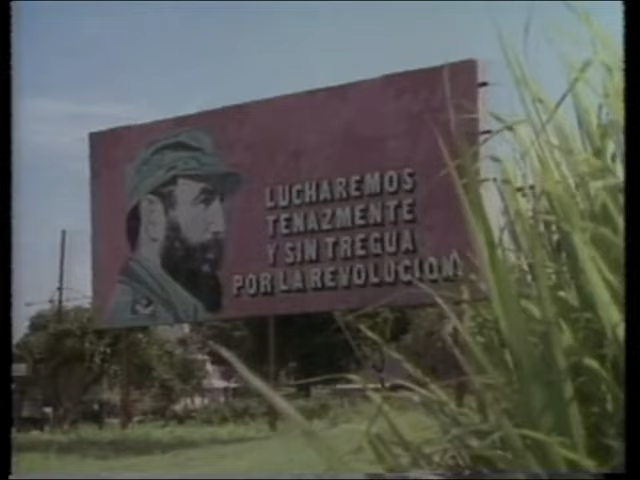 LUCHAREMOS
TENAZMENTE
Y SIN TREGUA
POR LA REVOLUCION!